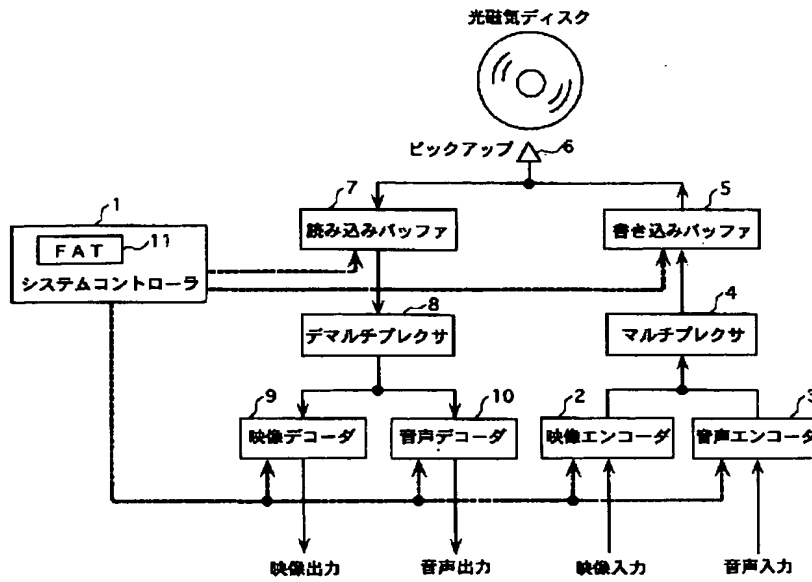 光磁気ディスク
ピックアップ 6
7 5
読み込みバッファ 書き込みバッファ
1
FAT 11
システムコントローラ
8 4
デマルチプレクサ マルチプレクサ
9 10 2 3
映像デコーダ 音声デコーダ 映像エンコーダ 音声エンコーダ
映像出力 音声出力 映像入力 音声入力